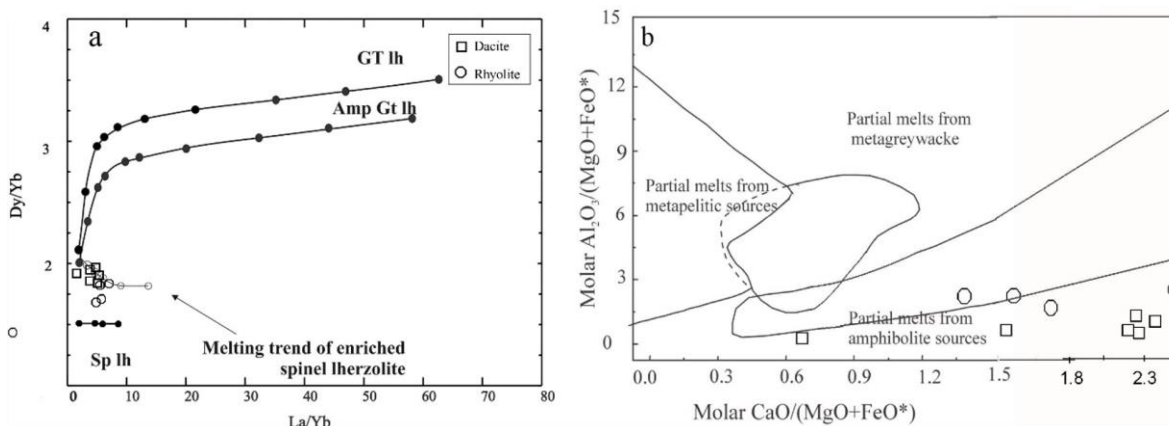 a
4
3
2
1
Dy/Yb
GT lh
Amp Gt lh
Dacite
Rhyolite
Sp lh
Melting trend of enriched
spinel lherzolite
0 10 20 30 40 50 60 70 80
La/Yb
b
15
12
9
6
3
0
Molar Al₂O₃/(MgO+FeO*)
Partial melts from
metagreywacke
Partial melts from
metapelitic sources
Partial melts from
amphibolite sources
0.0 0.3 0.6 0.9 1.2 1.5 1.8 2.3
Molar CaO/(MgO+FeO*)